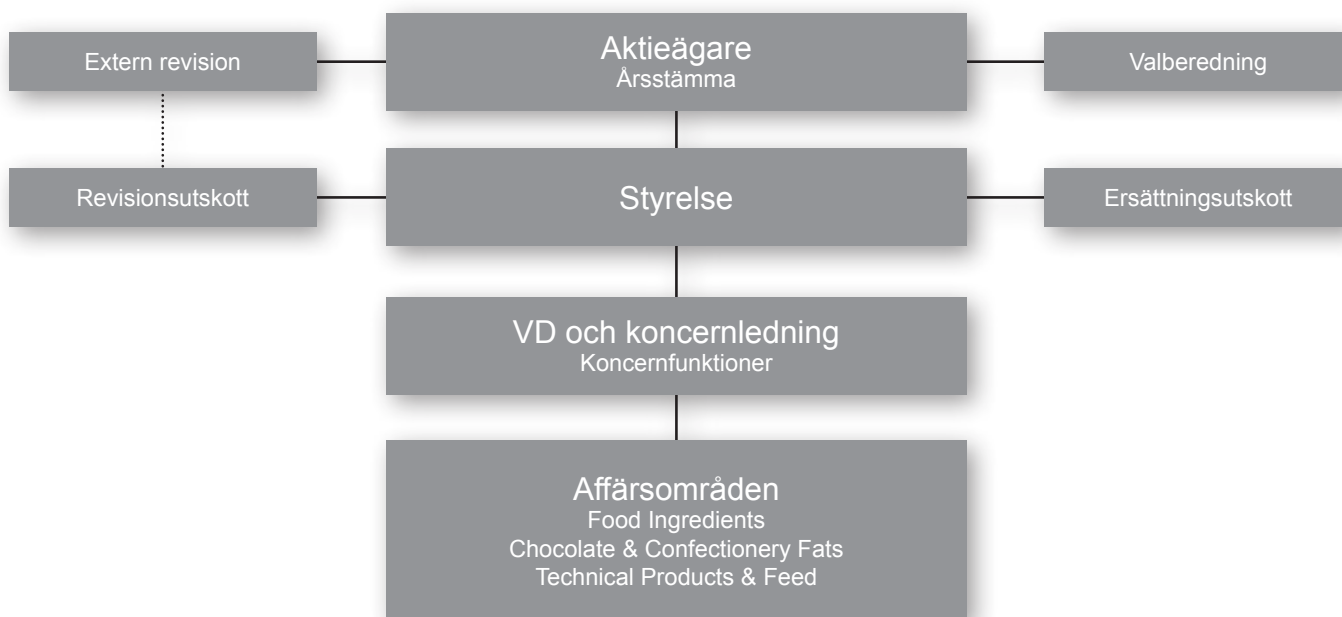 Extern revision
Aktieägare
Årsstämma
Valberedning
Revisionsutskott
Styrelse
Ersättningsutskott
VD och koncernledning
Koncernfunktioner
Affärsområden
Food Ingredients
Chocolate & Confectionery Fats
Technical Products & Feed